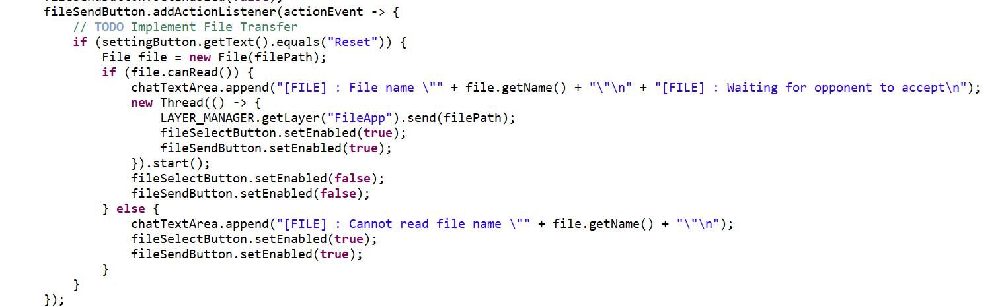 fileSendButton.addActionListener(actionEvent -> {
    // TODO Implement File Transfer
    if (settingButton.getText().equals("Reset")) {
        File file = new File(filePath);
        if (file.canRead()) {
            chatTextArea.append("[FILE] : File name \"" + file.getName() + "\"\n" + "[FILE] : Waiting for opponent to accept\n");
            new Thread(() -> {
                LAYER_MANAGER.getLayer("FileApp").send(filePath);
                fileSelectButton.setEnabled(true);
                fileSendButton.setEnabled(true);
            }).start();
            fileSelectButton.setEnabled(false);
            fileSendButton.setEnabled(false);
        } else {
            chatTextArea.append("[FILE] : Cannot read file name \"" + file.getName() + "\"\n");
            fileSelectButton.setEnabled(true);
            fileSendButton.setEnabled(true);
        }
    }
});